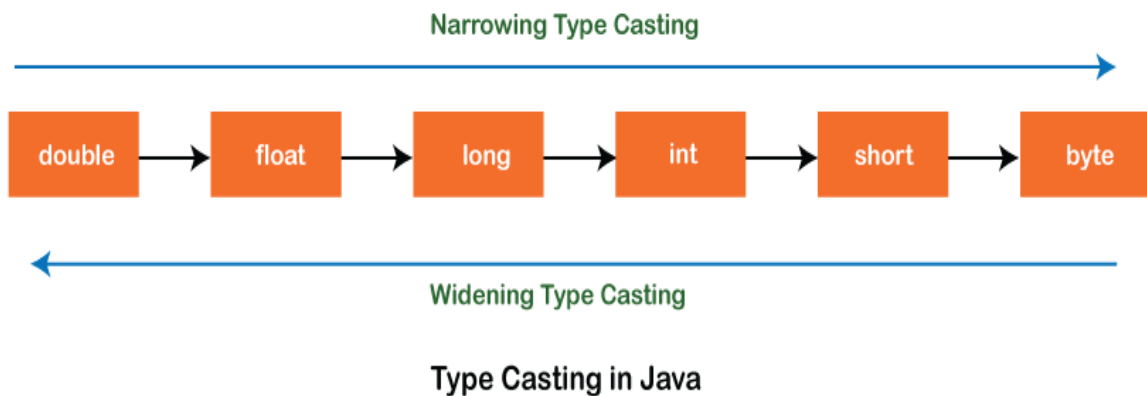 Narrowing Type Casting
double float long int short byte
Widening Type Casting
Type Casting in Java